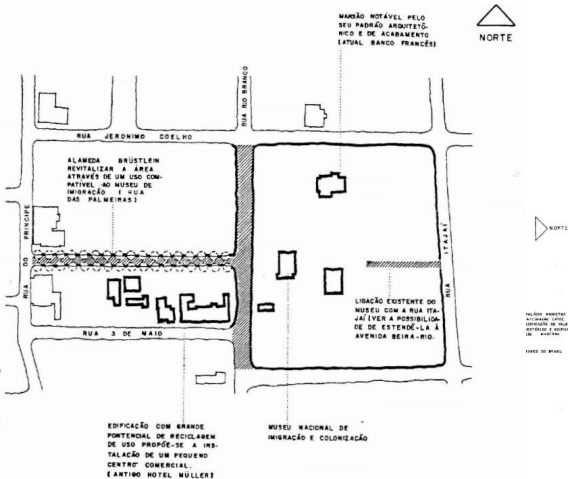 MANSÃO NOTÁVEL PELO
SEU PADRÃO ARQUITETÔ-
NICO E DE ACABAMENTO
(ATUAL BANCO FRANCÊS)
NORTE
RUA RIO BRANCO
RUA JERONIMO COELHO
ALAMEDA BRÜSTLEIN
REVITALIZAR A ÁREA
ATRAVÉS DE UM USO COM-
PATÍVEL AO MUSEU DE
IMIGRAÇÃO ( RUA
DAS PALMEIRAS)
RUA DO PRINCIPE
RUA ITAJAÍ
NORTE
LIGAÇÃO EXISTENTE DO
MUSEU COM A RUA ITA-
JAÍ (VER A POSSIBILIDA-
DE DE ESTENDÊ-LA À
AVENIDA BEIRA-RIO.
RUA 3 DE MAIO
EDIFICAÇÃO COM GRANDE
PONTENCIAL DE RECICLAGEM
DE USO PROPÕE-SE A INS-
TALAÇÃO DE UM PEQUENO
CENTRO COMERCIAL.
(ANTIGO HOTEL MÜLLER)
MUSEU NACIONAL DE
IMIGRAÇÃO E COLONIZAÇÃO